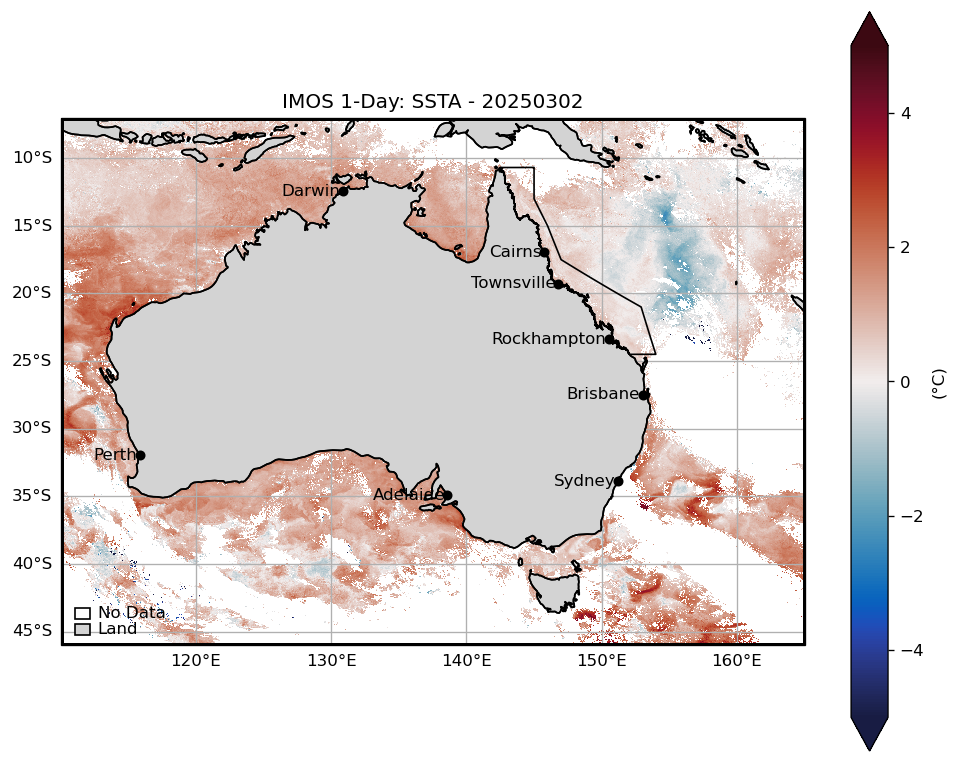 IMOS 1-Day: SSTA - 20250302
10°S
15°S
20°S
25°S
30°S
35°S
40°S
45°S
Darwin
Cairns
Townsville
Rockhampton
Brisbane
Perth
Sydney
Adelaide
No Data
Land
120°E
130°E
140°E
150°E
160°E
4
2
0
−2
−4
(°C)